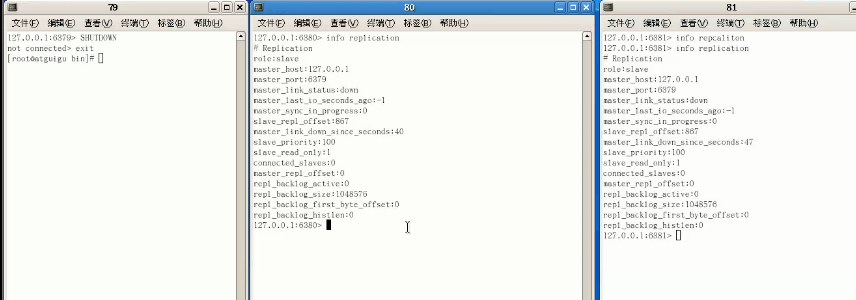 79
文件(F) 编辑(E) 查看(V) 终端(T) 标签(B) 帮助(H)
127.0.0.1:6379> SHUTDOWN
not connected> exit
[root@atguigu bin]#
80
文件(F) 编辑(E) 查看(V) 终端(T) 标签(B) 帮助(H)
127.0.0.1:6380> info replication
# Replication
role:slave
master_host:127.0.0.1
master_port:6379
master_link_status:down
master_last_io_seconds_ago:-1
master_sync_in_progress:0
slave_repl_offset:867
master_link_down_since_seconds:40
slave_priority:100
slave_read_only:1
connected_slaves:0
master_repl_offset:0
repl_backlog_active:0
repl_backlog_size:1048576
repl_backlog_first_byte_offset:0
repl_backlog_histlen:0
127.0.0.1:6380>
81
文件(F) 编辑(E) 查看(V) 终端(T) 标签(B) 帮助(H)
127.0.0.1:6381> info repcaliton
127.0.0.1:6381> info replication
# Replication
role:slave
master_host:127.0.0.1
master_port:6379
master_link_status:down
master_last_io_seconds_ago:-1
master_sync_in_progress:0
slave_repl_offset:867
master_link_down_since_seconds:47
slave_priority:100
slave_read_only:1
connected_slaves:0
master_repl_offset:0
repl_backlog_active:0
repl_backlog_size:1048576
repl_backlog_first_byte_offset:0
repl_backlog_histlen:0
127.0.0.1:6381>